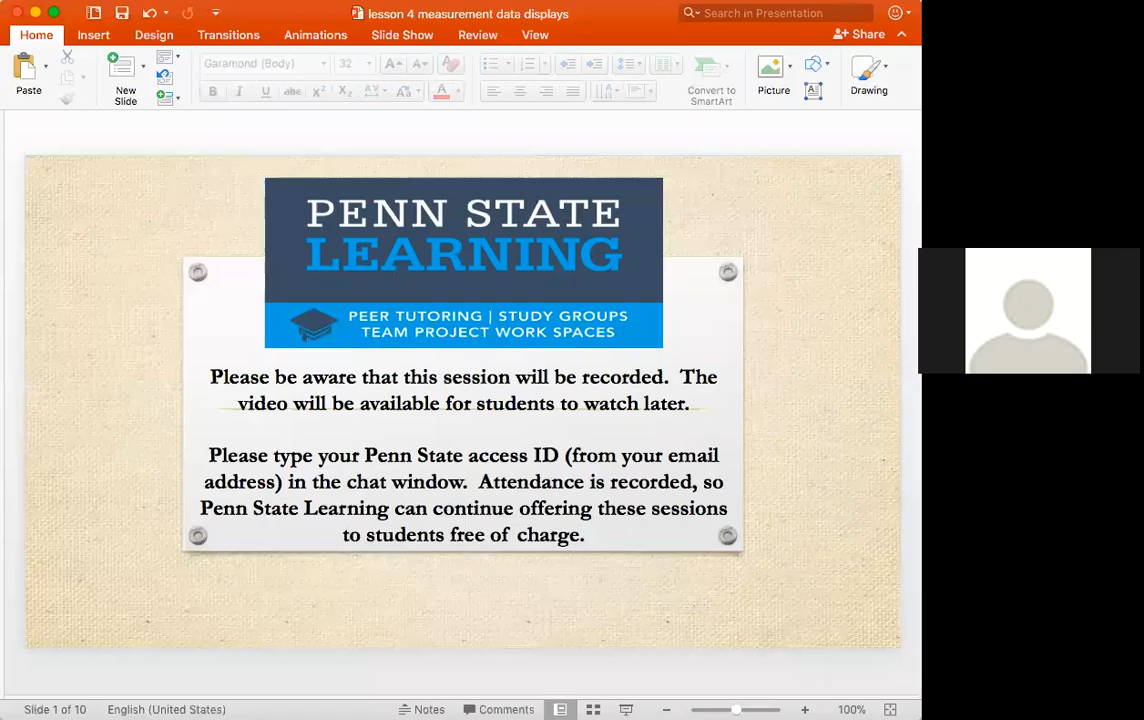 lesson 4 measurement data displays
Search in Presentation
Home Insert Design Transitions Animations Slide Show Review View Share
Garamond (Body) 32
Paste New Slide Convert to SmartArt Picture Drawing
PENN STATE
LEARNING
PEER TUTORING | STUDY GROUPS
TEAM PROJECT WORK SPACES
Please be aware that this session will be recorded. The
video will be available for students to watch later.
Please type your Penn State access ID (from your email
address) in the chat window. Attendance is recorded, so
Penn State Learning can continue offering these sessions
to students free of charge.
Slide 1 of 10 English (United States) Notes Comments 100%